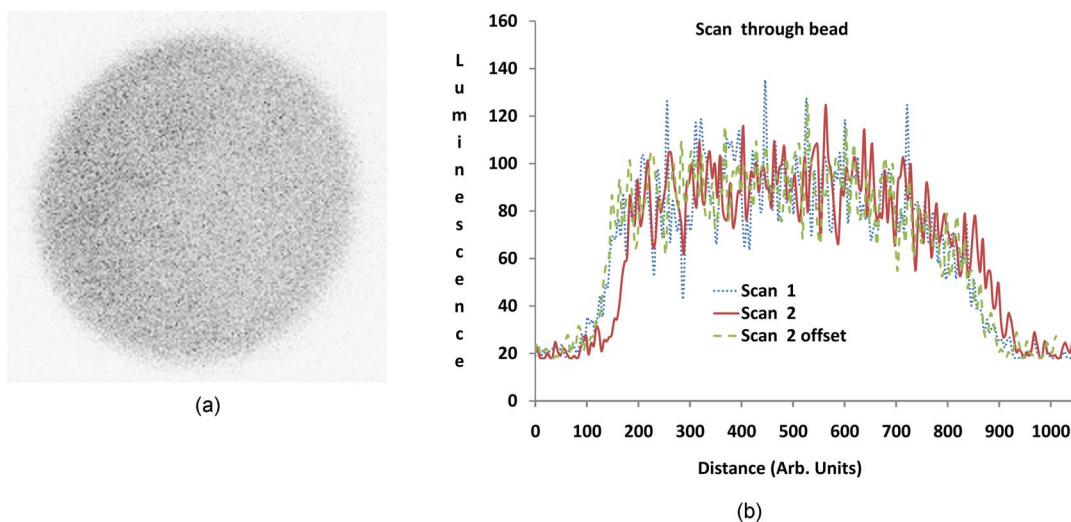 (a)
Scan through bead
Luminescence
160
140
120
100
80
60
40
20
0
Scan 1
Scan 2
Scan 2 offset
0 100 200 300 400 500 600 700 800 900 1000
Distance (Arb. Units)
(b)